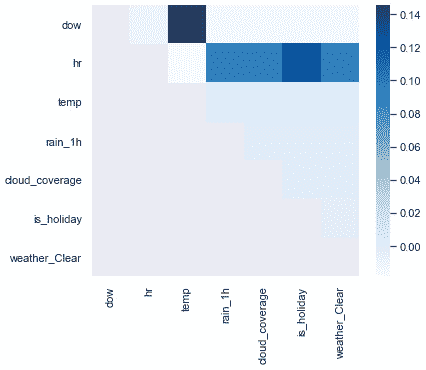 dow
hr
temp
rain_1h
cloud_coverage
is_holiday
weather_Clear
dow
hr
temp
rain_1h
cloud_coverage
is_holiday
weather_Clear
0.14
0.12
0.10
0.08
0.06
0.04
0.02
0.00